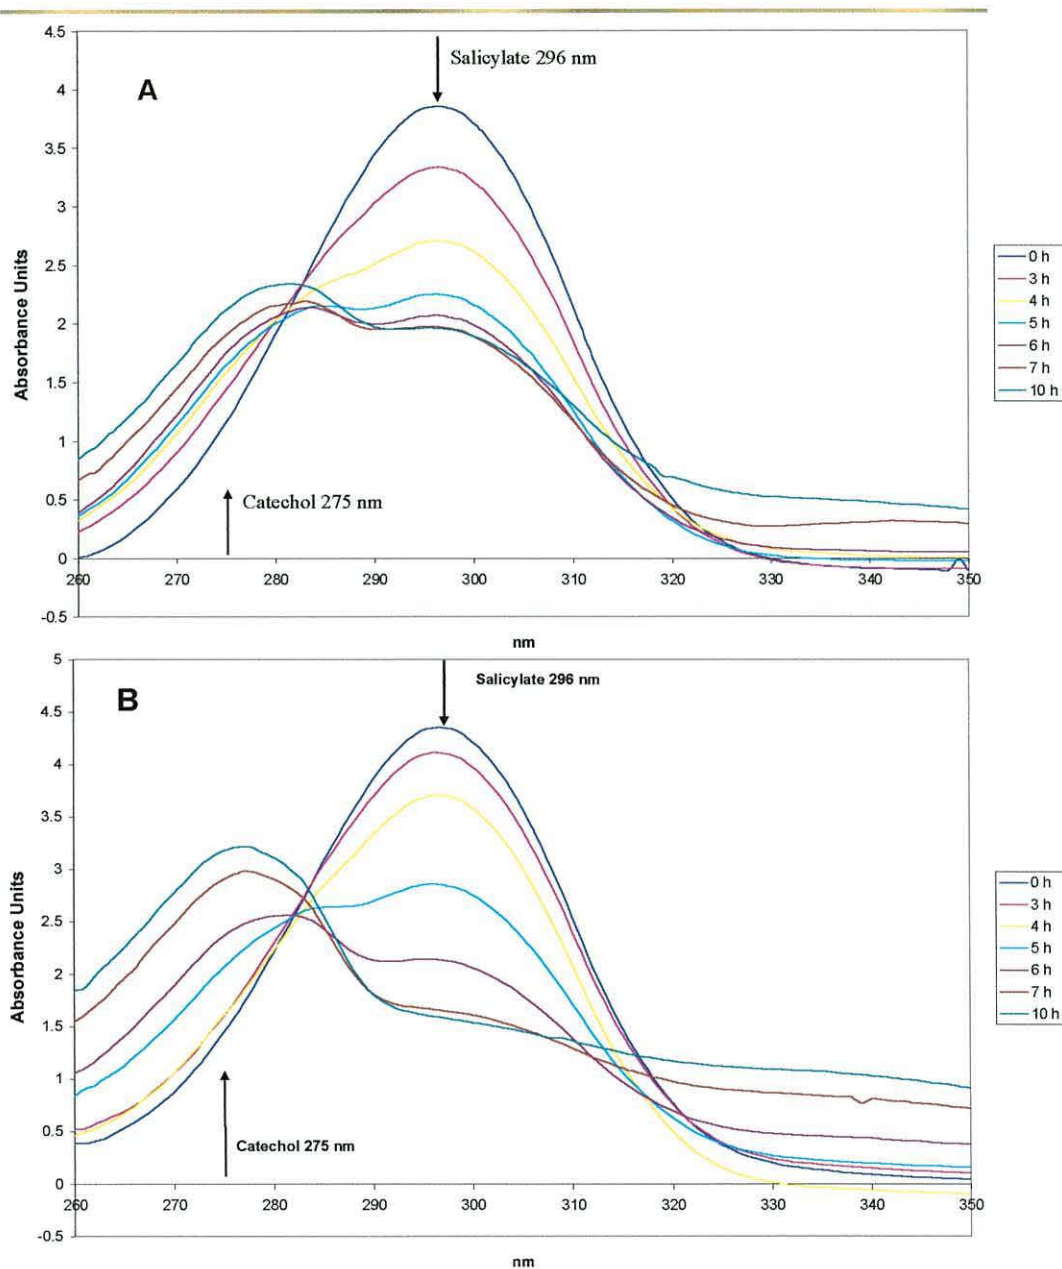 4.5
4
3.5
3
2.5
2
1.5
1
0.5
0
-0.5
Absorbance Units
A
Salicylate 296 nm
Catechol 275 nm
260 270 280 290 300 310 320 330 340 350
nm
0 h
3 h
4 h
5 h
6 h
7 h
10 h
5
4.5
4
3.5
3
2.5
2
1.5
1
0.5
0
-0.5
Absorbance Units
B
Salicylate 296 nm
Catechol 275 nm
260 270 280 290 300 310 320 330 340 350
nm
0 h
3 h
4 h
5 h
6 h
7 h
10 h